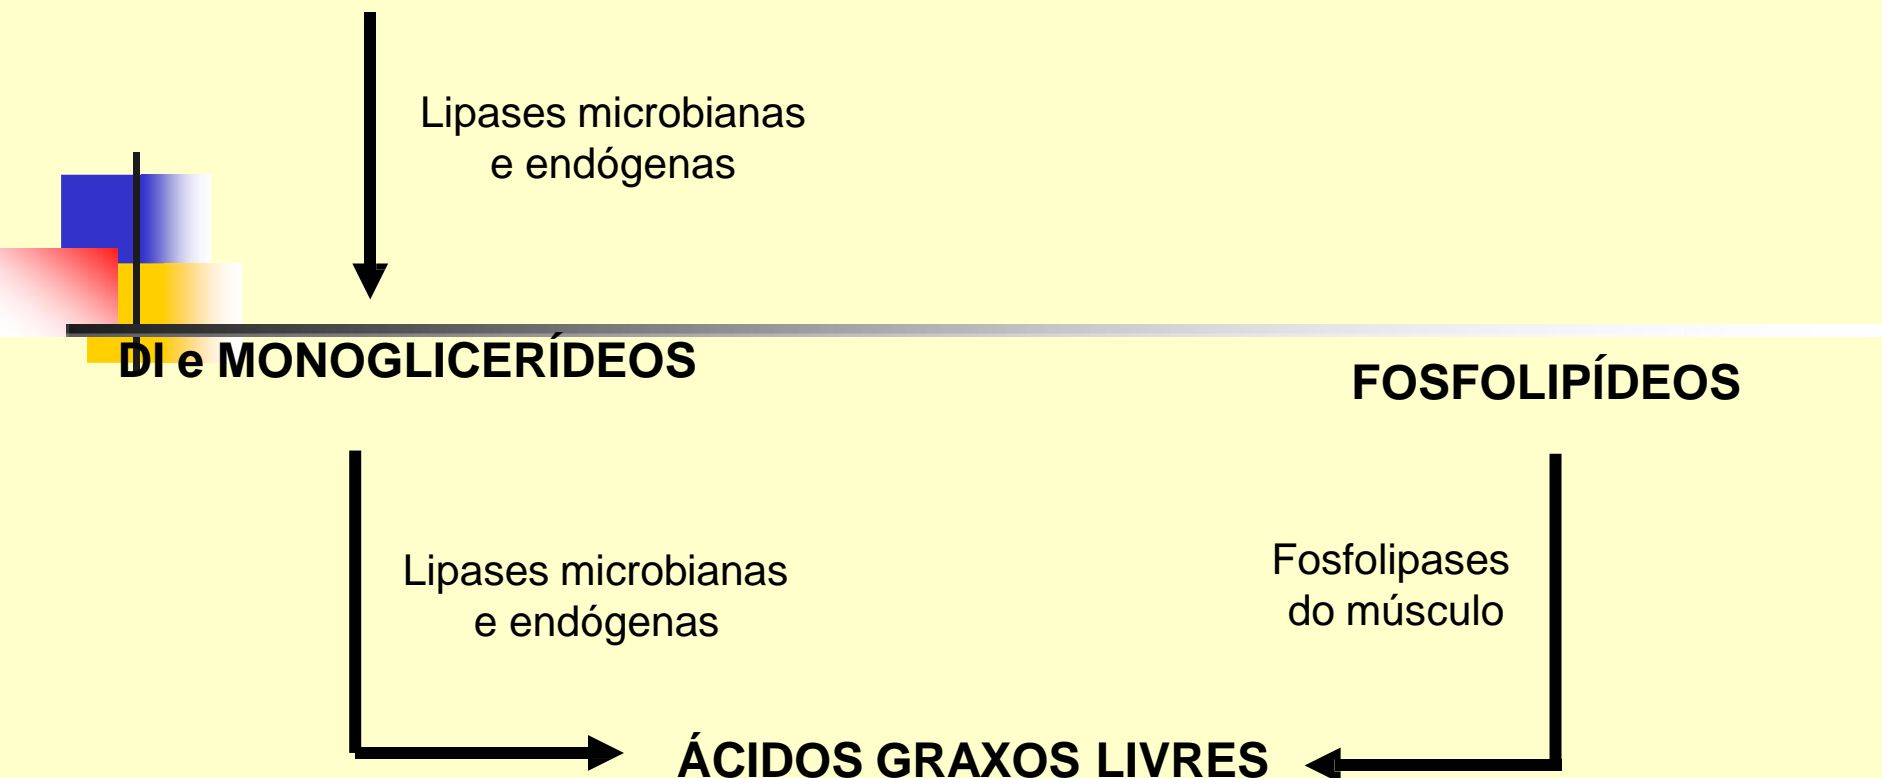 Lipases microbianas
e endógenas
DI e MONOGLICERÍDEOS
FOSFOLIPÍDEOS
Lipases microbianas
e endógenas
Fosfolipases
do músculo
ÁCIDOS GRAXOS LIVRES